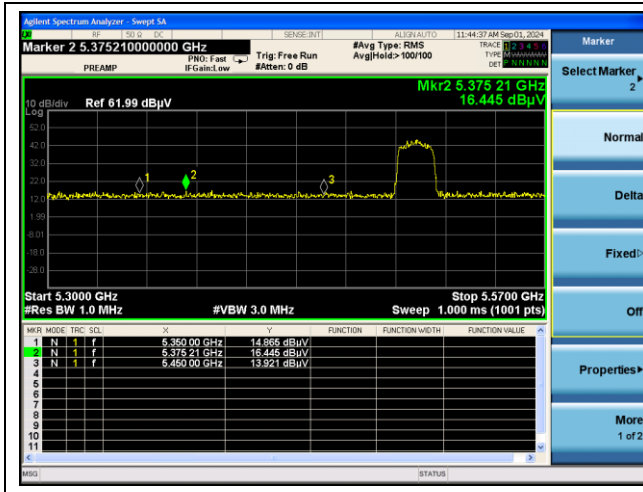 Agilent Spectrum Analyzer - Swept SA
RF 50 Ω DC SENSE:INT ALIGN AUTO 11:44:37 AM Sep 01, 2024
Marker 2 5.375210000000 GHz
PREAMP
PNO: Fast
IFGain:Low
Trig: Free Run
#Atten: 0 dB
#Avg Type: RMS
Avg|Hold:>100/100
TRACE 1 2 3 4 5 6
TYPE
DET P N N N N N
Mkr2 5.375 21 GHz
16.445 dBµV
10 dB/div Ref 61.99 dBµV
Log
52.0
42.0
32.0
22.0
12.0
1.99
-8.01
-18.0
-28.0
1
2
3
Start 5.3000 GHz Stop 5.5700 GHz
#Res BW 1.0 MHz #VBW 3.0 MHz Sweep 1.000 ms (1001 pts)
MKR MODE TRC SCL X Y FUNCTION FUNCTION WIDTH FUNCTION VALUE
1 N 1 f 5.350 00 GHz 14.865 dBµV
2 N 1 f 5.375 21 GHz 16.445 dBµV
3 N 1 f 5.450 00 GHz 13.921 dBµV
4
5
6
7
8
9
10
11
MSG STATUS
Marker
Select Marker
2
Normal
Delta
Fixed
Off
Properties
More
1 of 2